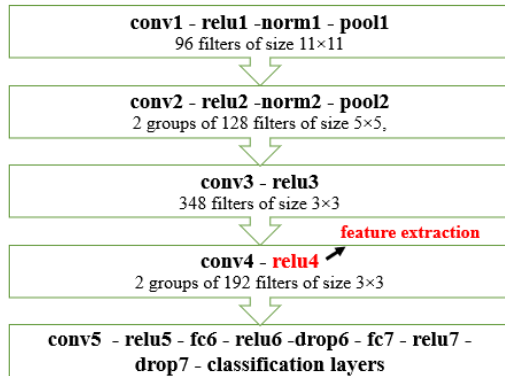 conv1 - relu1 -norm1 - pool1
96 filters of size 11×11
conv2 - relu2 -norm2 - pool2
2 groups of 128 filters of size 5×5,
conv3 - relu3
348 filters of size 3×3
feature extraction
conv4 - relu4
2 groups of 192 filters of size 3×3
conv5 - relu5 - fc6 - relu6 -drop6 - fc7 - relu7 -
drop7 - classification layers